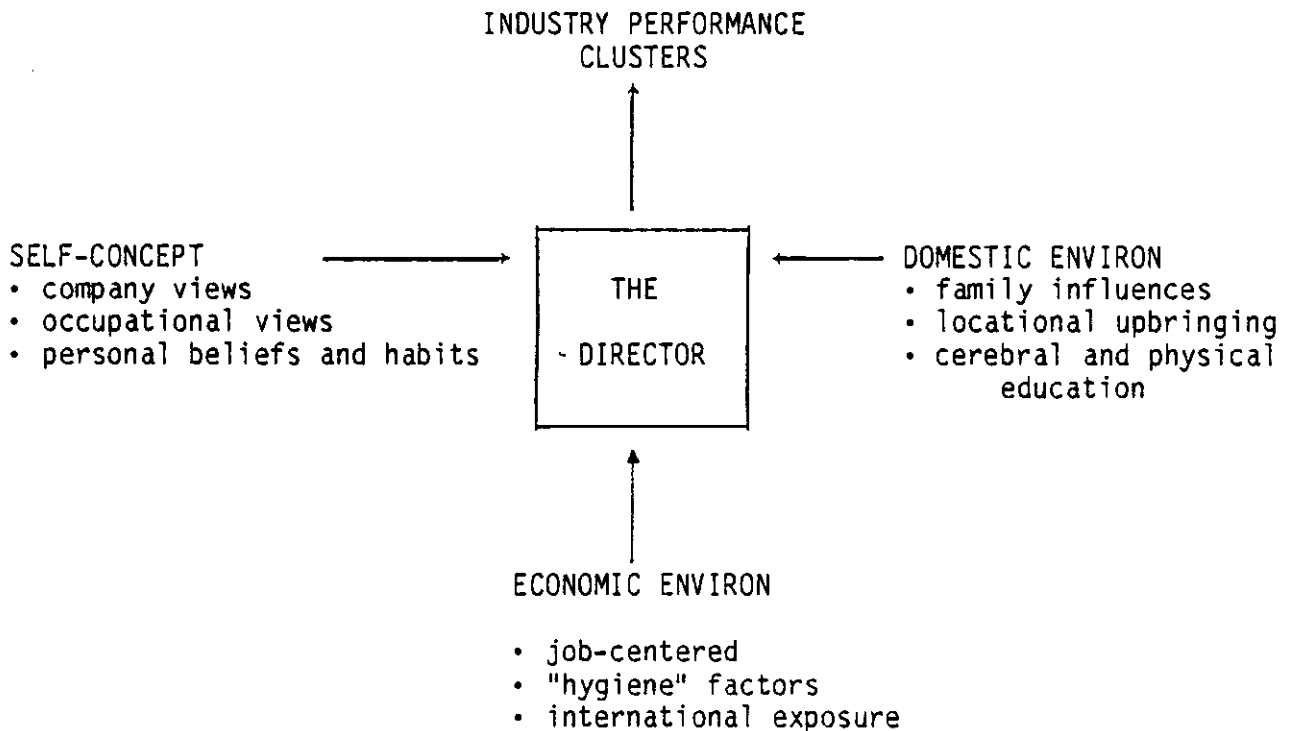 INDUSTRY PERFORMANCE
CLUSTERS
SELF-CONCEPT
• company views
• occupational views
• personal beliefs and habits
THE
DIRECTOR
DOMESTIC ENVIRON
• family influences
• locational upbringing
• cerebral and physical
education
ECONOMIC ENVIRON
• job-centered
• "hygiene" factors
• international exposure